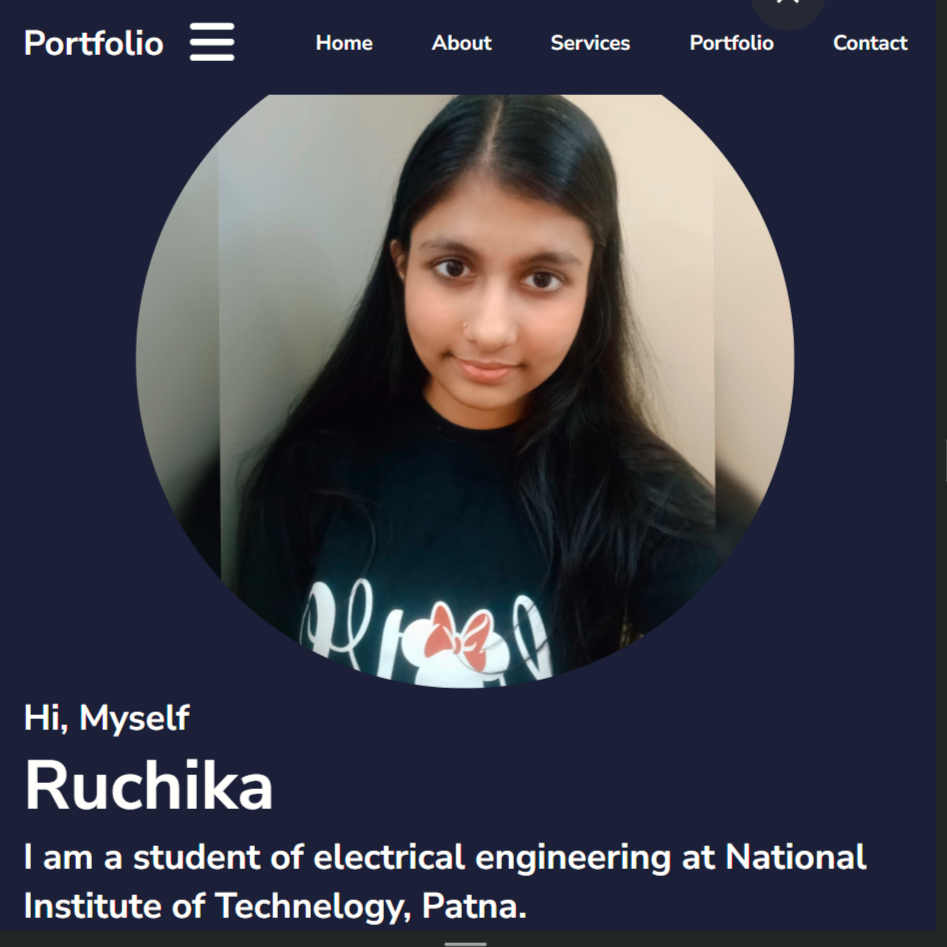 Portfolio
Home About Services Portfolio Contact
Hi, Myself
Ruchika
I am a student of electrical engineering at National
Institute of Technelogy, Patna.